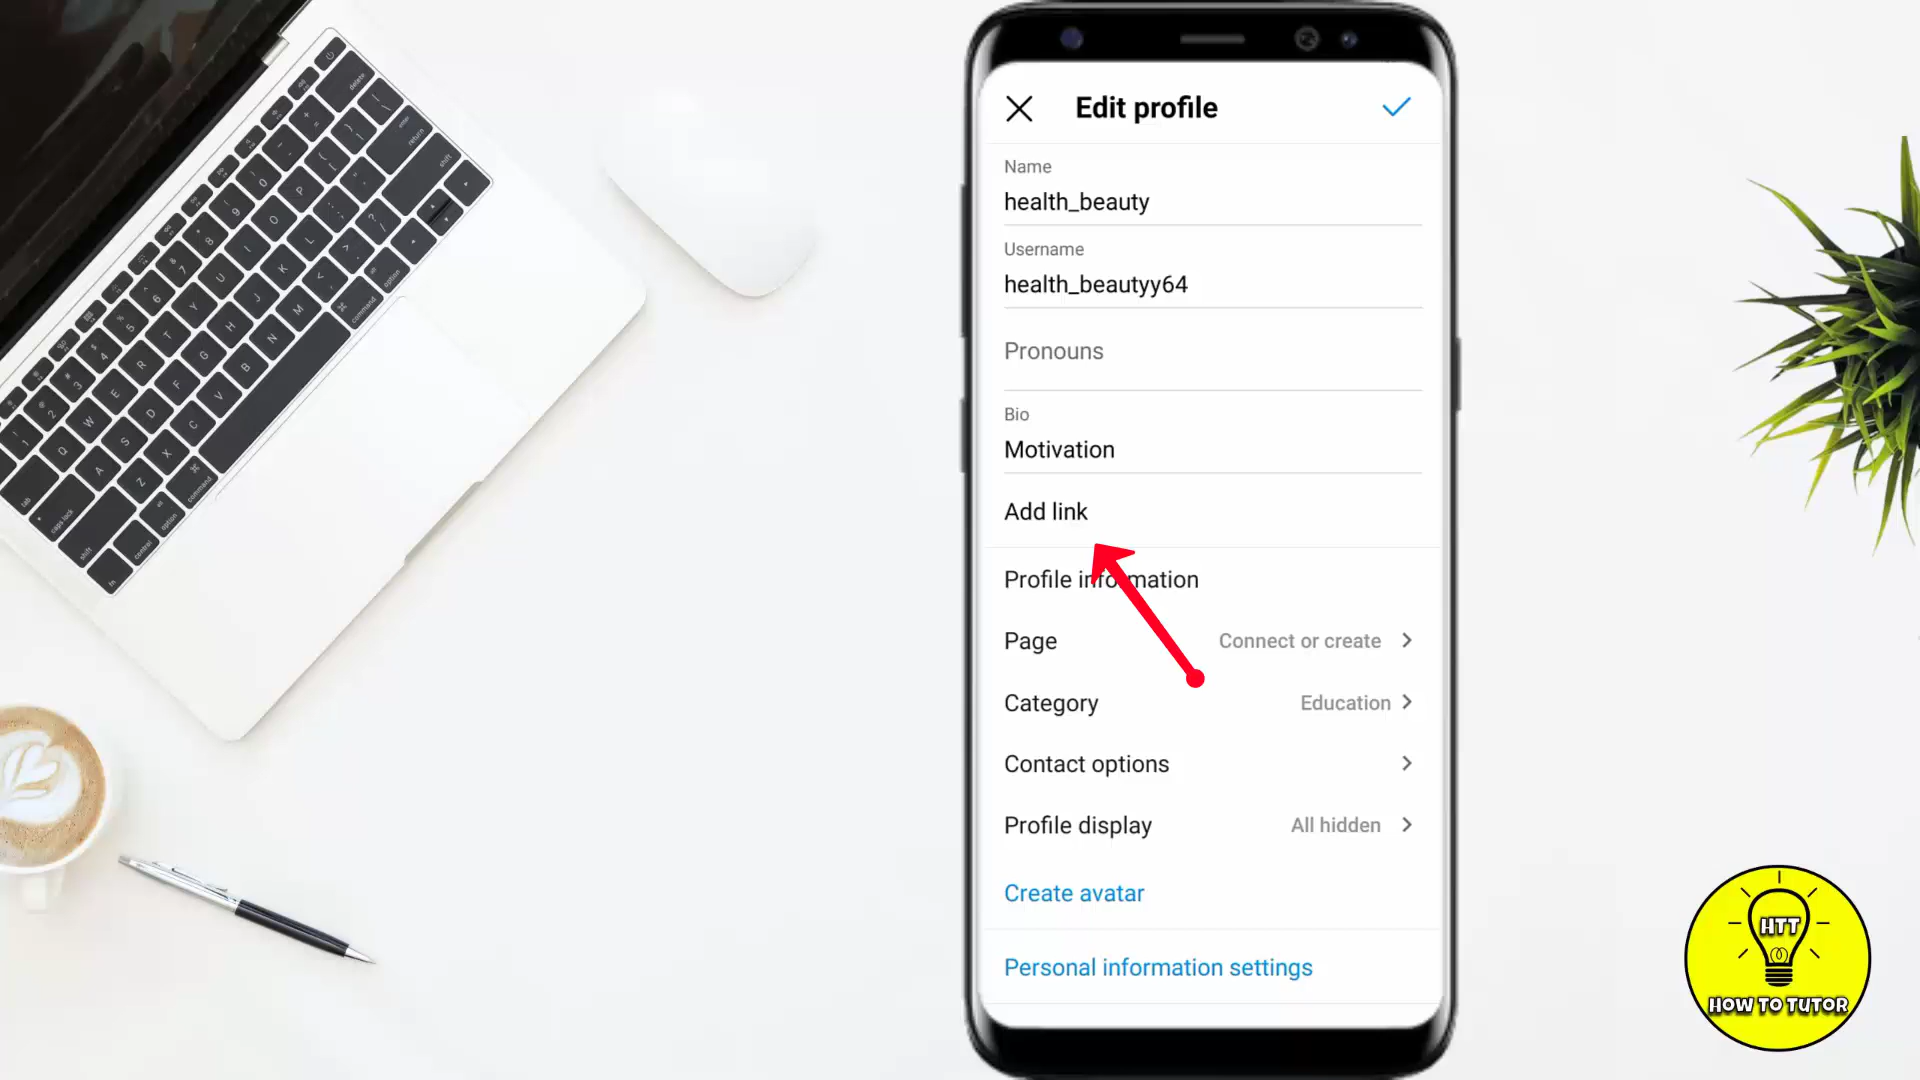 Edit profile
Name
health_beauty
Username
health_beautyy64
Pronouns
Bio
Motivation
Add link
Profile information
Page Connect or create
Category Education
Contact options
Profile display All hidden
Create avatar
Personal information settings
HTT
HOW TO TUTOR